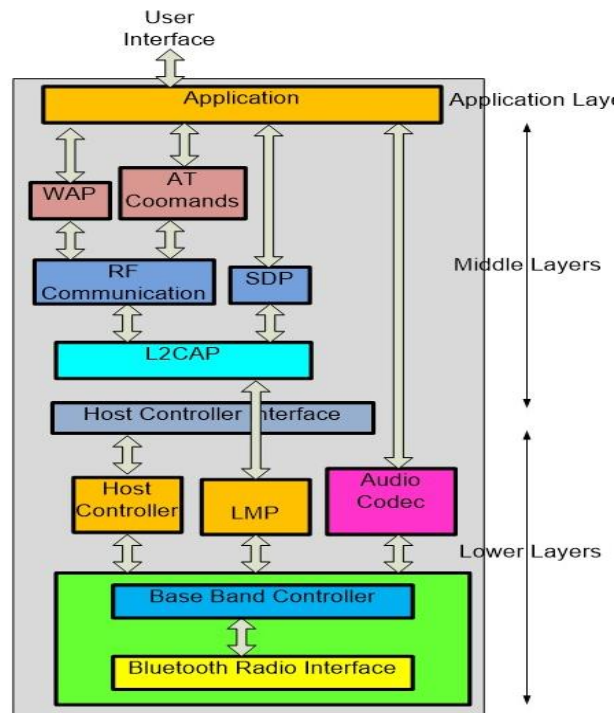 User
Interface
Application
Application Laye
WAP
AT
Coomands
RF
Communication
SDP
Middle Layers
L2CAP
Host Controller Interface
Host
Controller
LMP
Audio
Codec
Lower Layers
Base Band Controller
Bluetooth Radio Interface